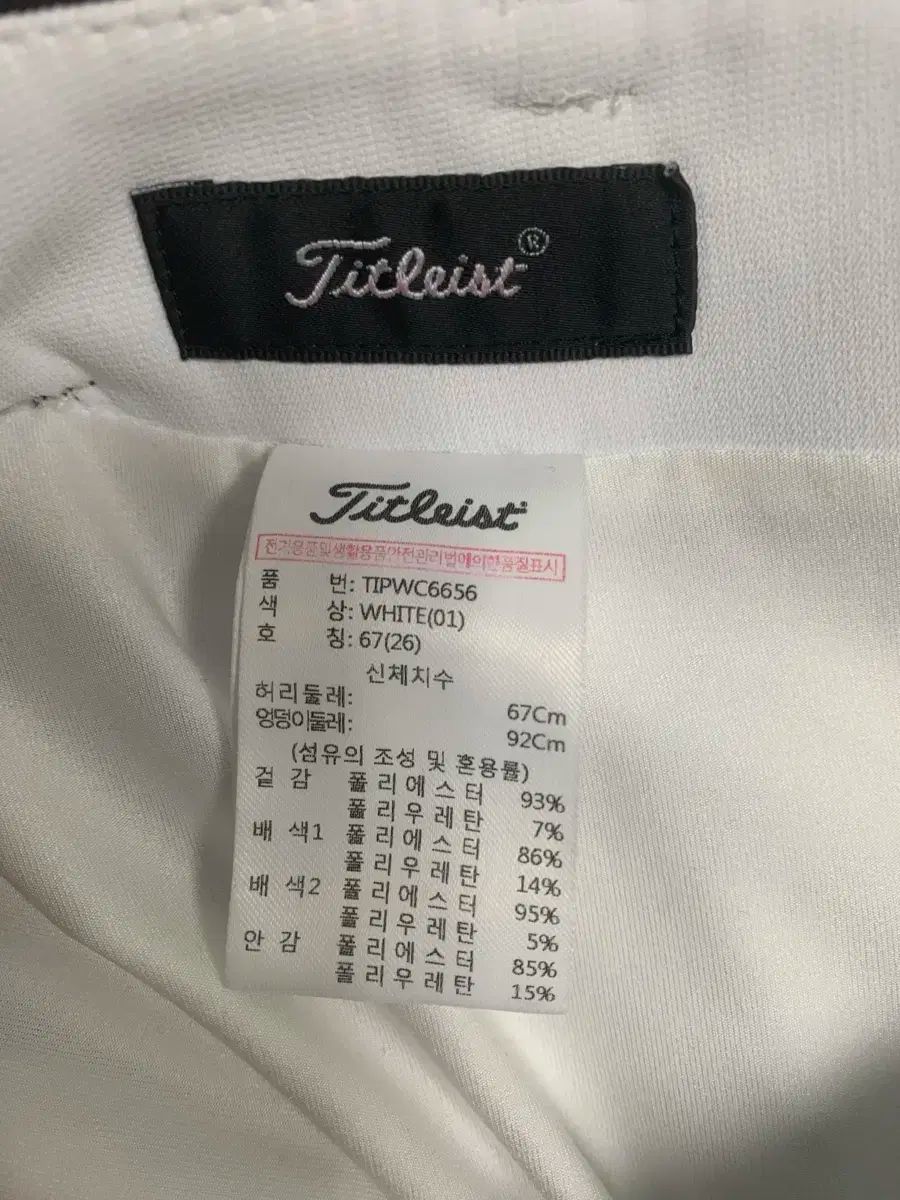 Titleist®
Titleist
전기용품및생활용품안전관리법에의한품질표시
품 번: TIPWC6656
색 상: WHITE(01)
호 칭: 67(26)
신체치수
허리둘레: 67Cm
엉덩이둘레: 92Cm
(섬유의 조성 및 혼용률)
겉 감 폴리에스터 93%
폴리우레탄 7%
배 색1 폴리에스터 86%
폴리우레탄 14%
배 색2 폴리에스터 95%
폴리우레탄 5%
안 감 폴리에스터 85%
폴리우레탄 15%